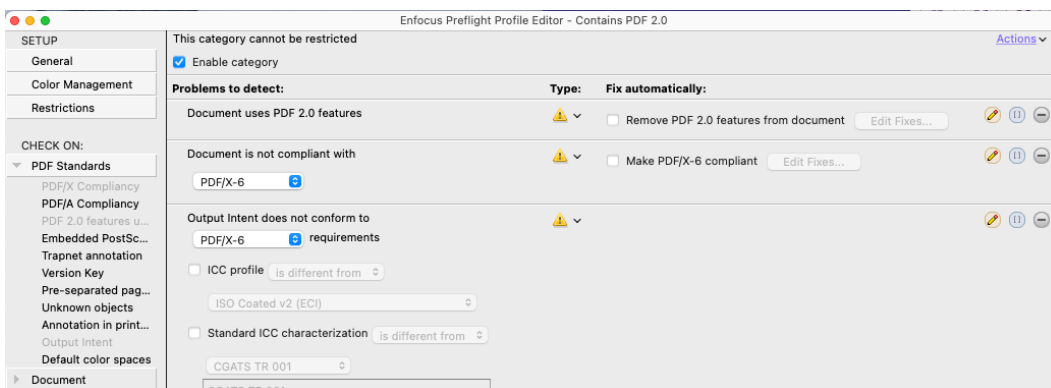 Enfocus Preflight Profile Editor - Contains PDF 2.0
SETUP
General
Color Management
Restrictions
CHECK ON:
PDF Standards
PDF/X Compliancy
PDF/A Compliancy
PDF 2.0 features u...
Embedded PostSc...
Trapnet annotation
Version Key
Pre-separated pag...
Unknown objects
Annotation in print...
Output Intent
Default color spaces
Document
This category cannot be restricted
Actions
Enable category
Problems to detect: Type: Fix automatically:
Document uses PDF 2.0 features Remove PDF 2.0 features from document Edit Fixes...
Document is not compliant with Make PDF/X-6 compliant Edit Fixes...
PDF/X-6
Output Intent does not conform to
PDF/X-6 requirements
ICC profile is different from
ISO Coated v2 (ECI)
Standard ICC characterization is different from
CGATS TR 001